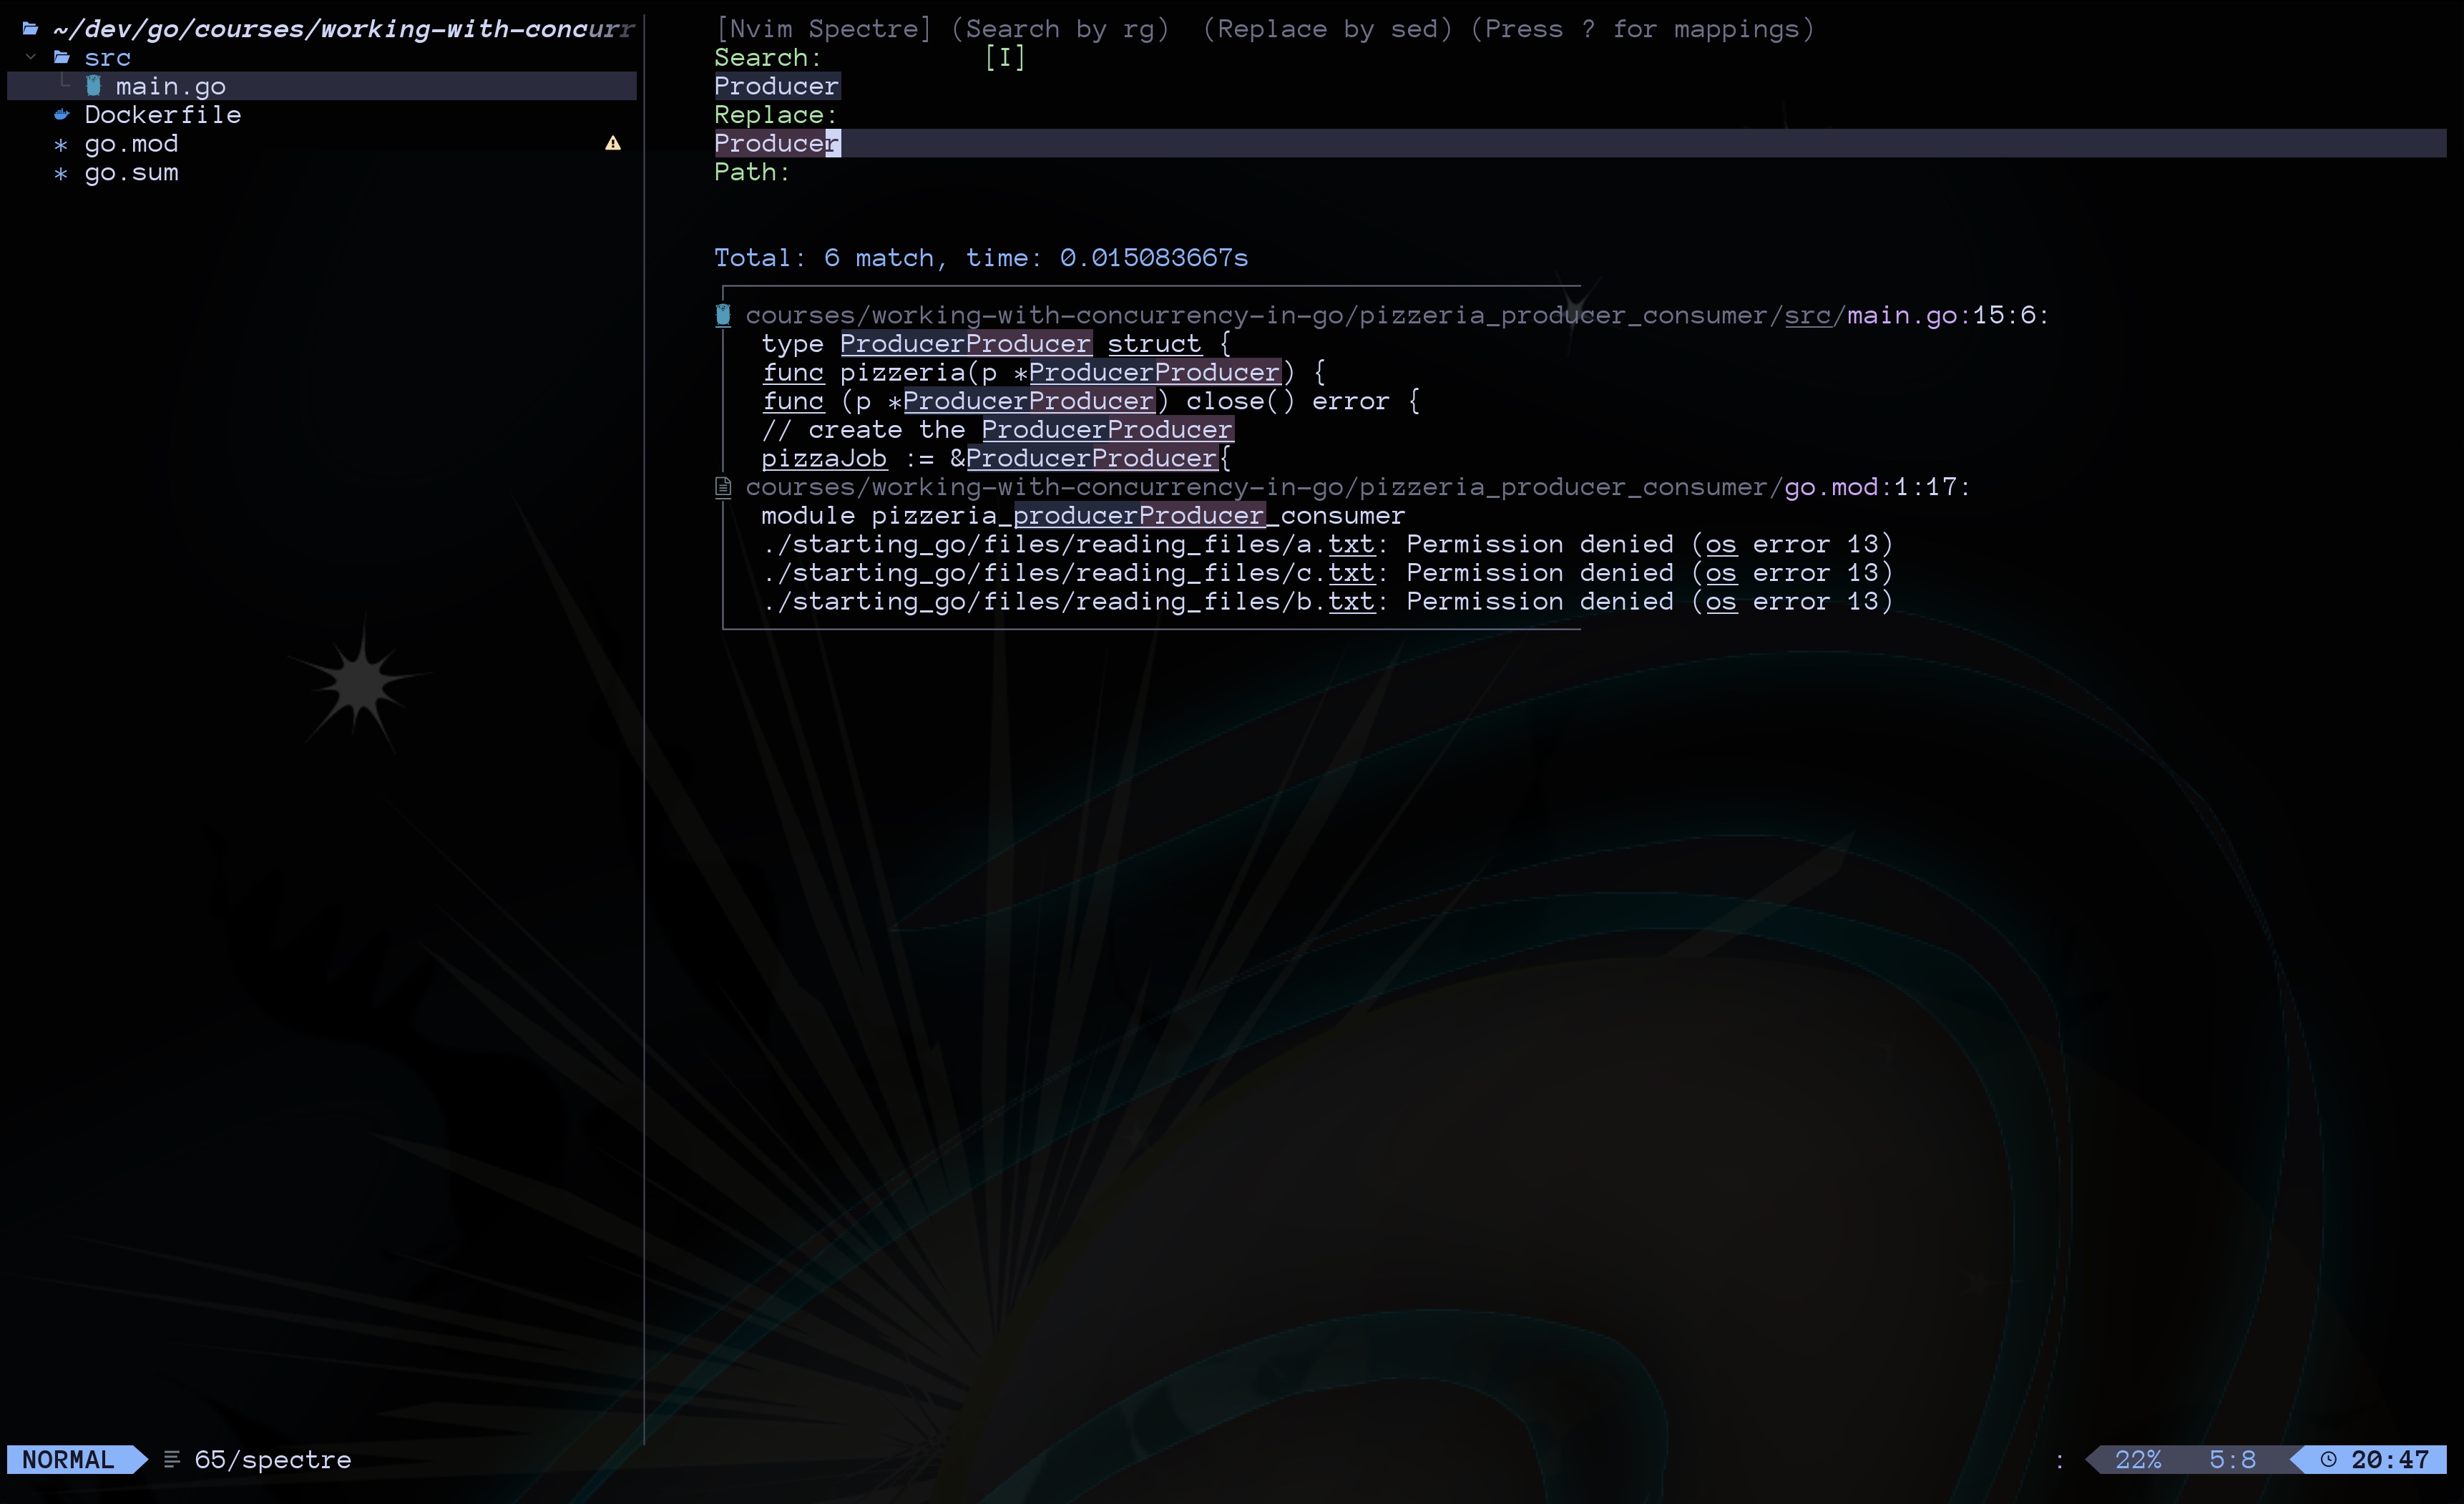 ~/dev/go/courses/working-with-concurr
src
main.go
Dockerfile
go.mod
go.sum
[Nvim Spectre] (Search by rg)  (Replace by sed) (Press ? for mappings)
Search:          [I]
Producer
Replace:
Producer
Path:
Total: 6 match, time: 0.015083667s
courses/working-with-concurrency-in-go/pizzeria_producer_consumer/src/main.go:15:6:
type ProducerProducer struct {
func pizzeria(p *ProducerProducer) {
func (p *ProducerProducer) close() error {
// create the ProducerProducer
pizzaJob := &ProducerProducer{
courses/working-with-concurrency-in-go/pizzeria_producer_consumer/go.mod:1:17:
module pizzeria_producerProducer_consumer
./starting_go/files/reading_files/a.txt: Permission denied (os error 13)
./starting_go/files/reading_files/c.txt: Permission denied (os error 13)
./starting_go/files/reading_files/b.txt: Permission denied (os error 13)
NORMAL 65/spectre : 22% 5:8 20:47